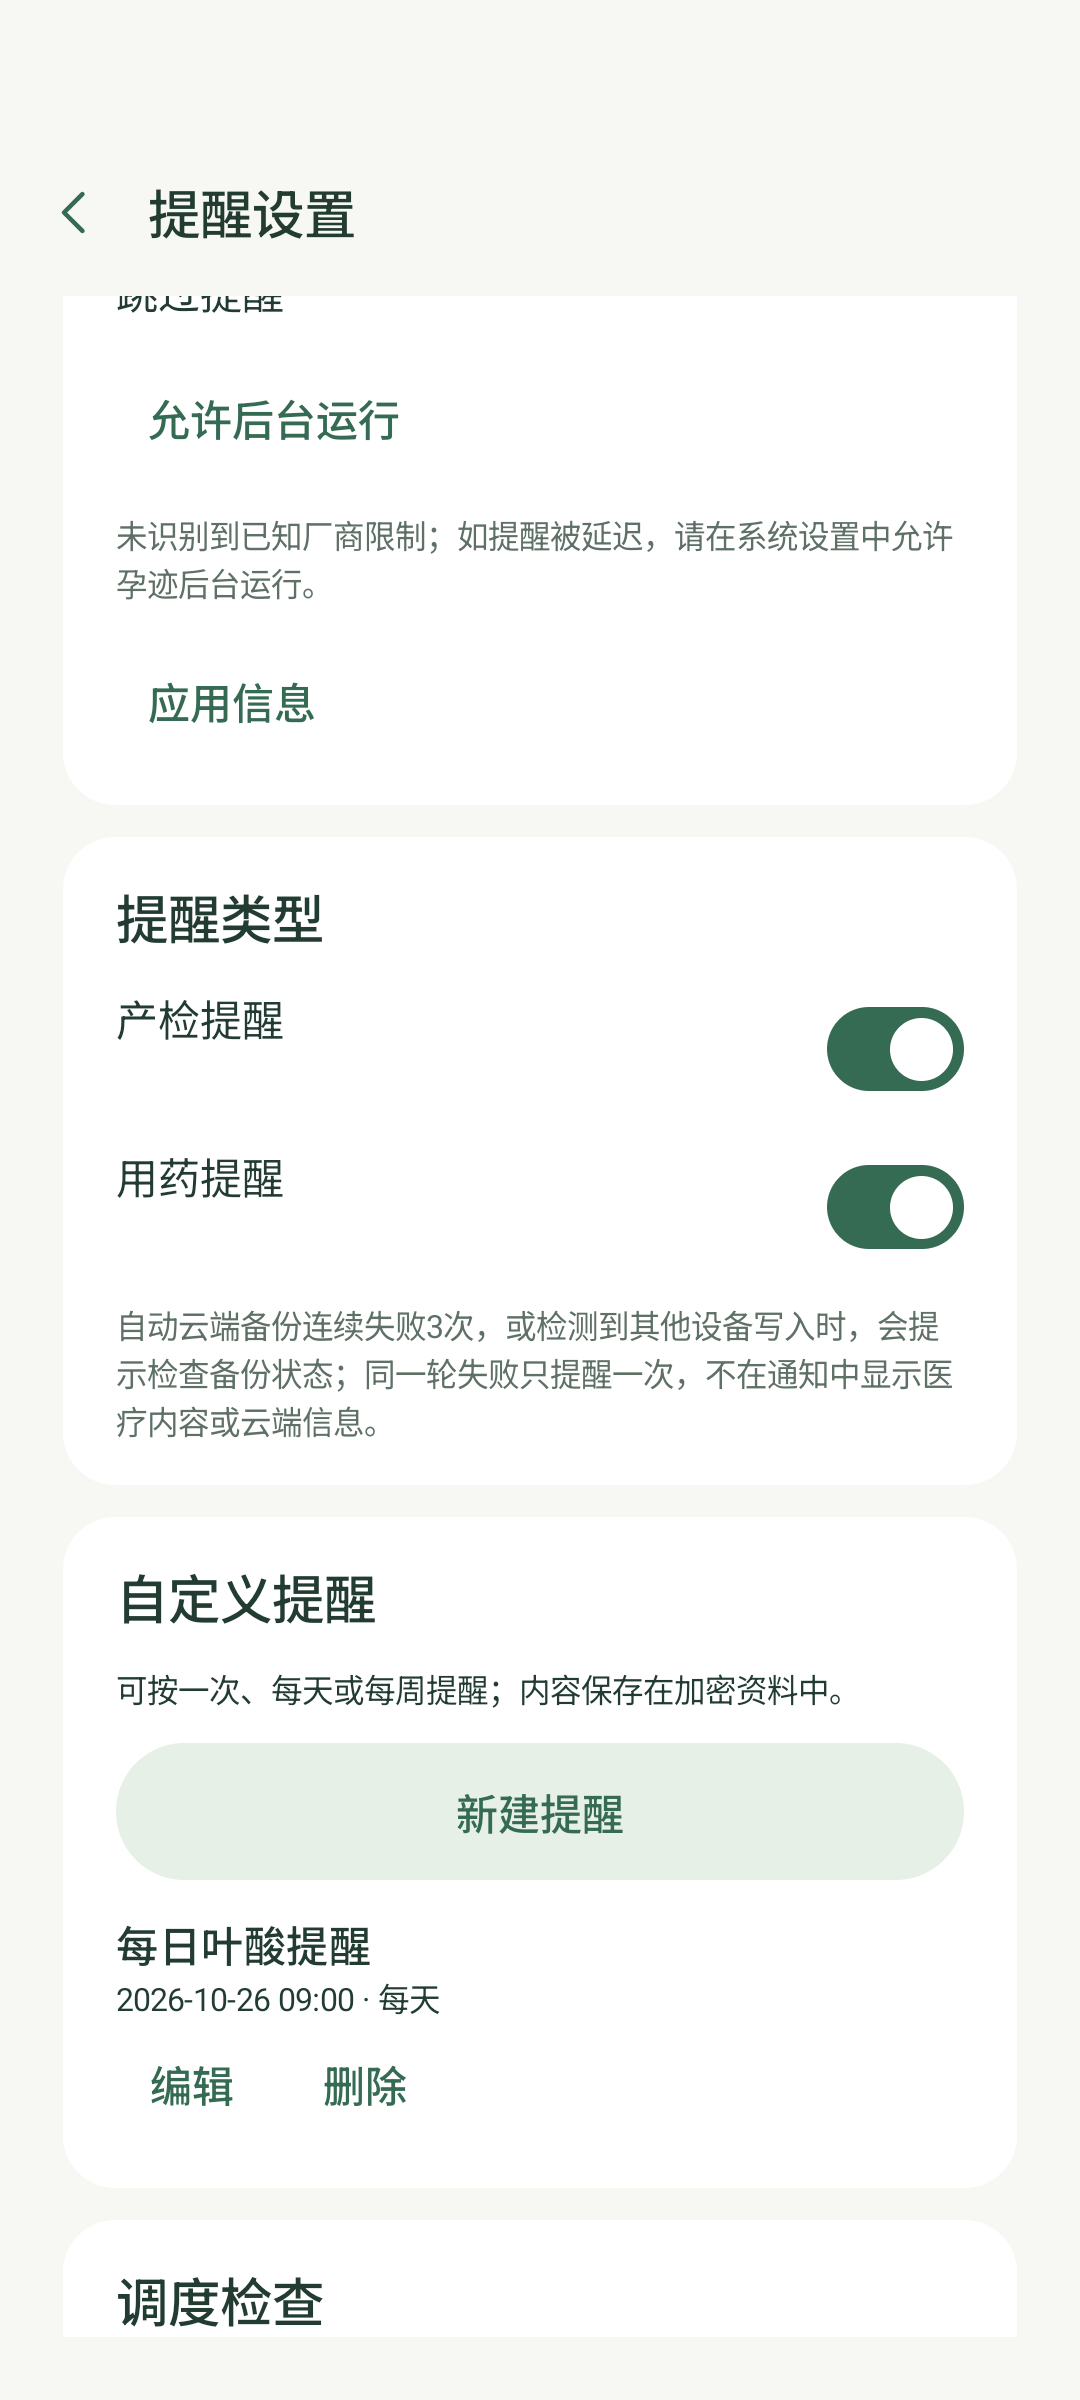 提醒设置
跳过提醒
允许后台运行
未识别到已知厂商限制；如提醒被延迟，请在系统设置中允许
孕迹后台运行。
应用信息
提醒类型
产检提醒
用药提醒
自动云端备份连续失败3次，或检测到其他设备写入时，会提
示检查备份状态；同一轮失败只提醒一次，不在通知中显示医
疗内容或云端信息。
自定义提醒
可按一次、每天或每周提醒；内容保存在加密资料中。
新建提醒
每日叶酸提醒
2026-10-26 09:00 · 每天
编辑 删除
调度检查